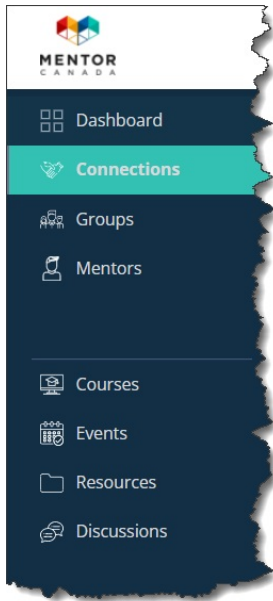 MENTOR
CANADA
Dashboard
Connections
Groups
Mentors
Courses
Events
Resources
Discussions